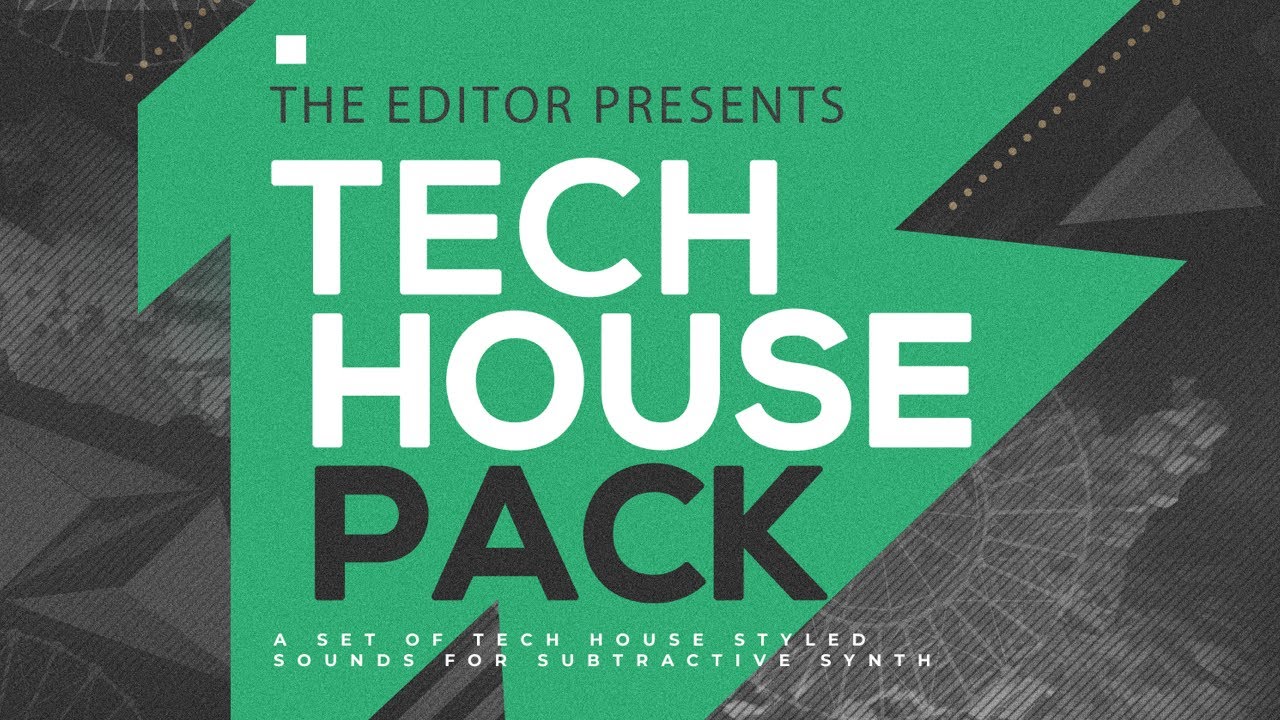 THE EDITOR PRESENTS
TECH
HOUSE
PACK
A SET OF TECH HOUSE STYLED
SOUNDS FOR SUBTRACTIVE SYNTH